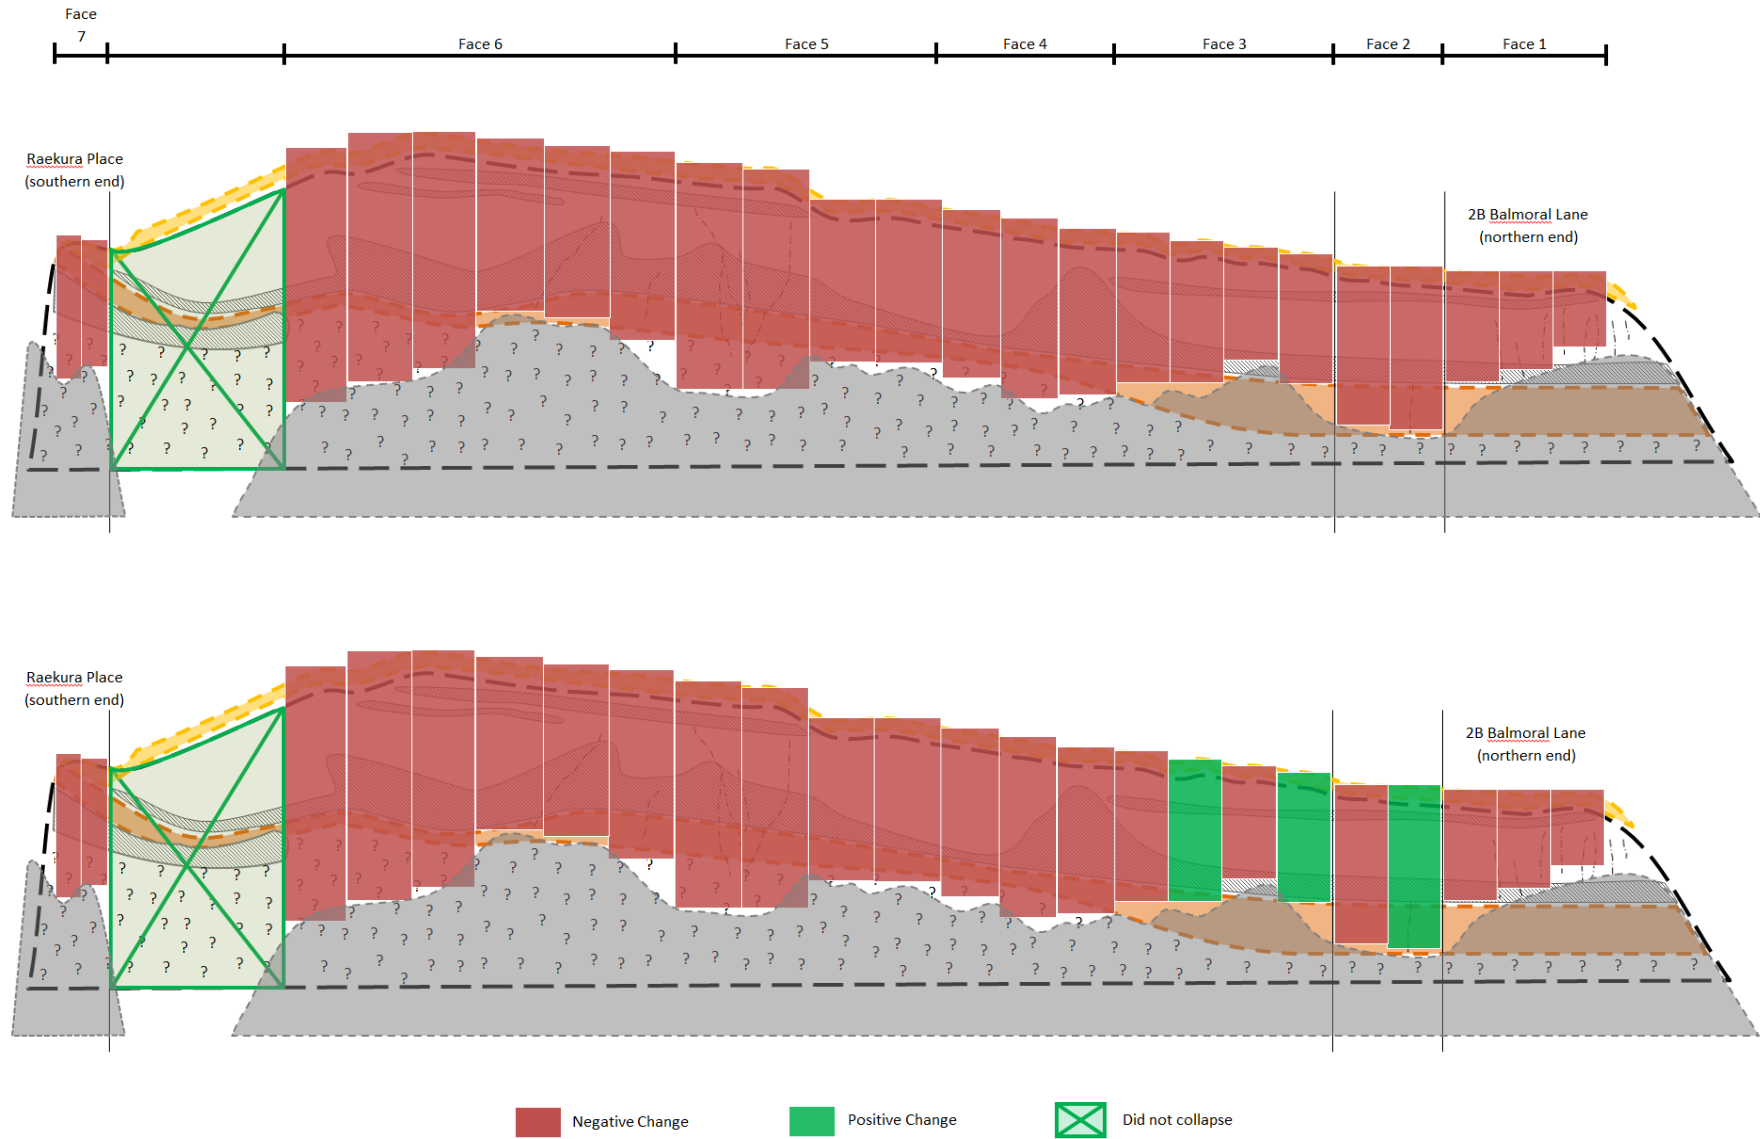 Face
7
Face 6
Face 5
Face 4
Face 3
Face 2
Face 1
Raekura Place
(southern end)
2B Balmoral Lane
(northern end)
Raekura Place
(southern end)
2B Balmoral Lane
(northern end)
Negative Change
Positive Change
Did not collapse